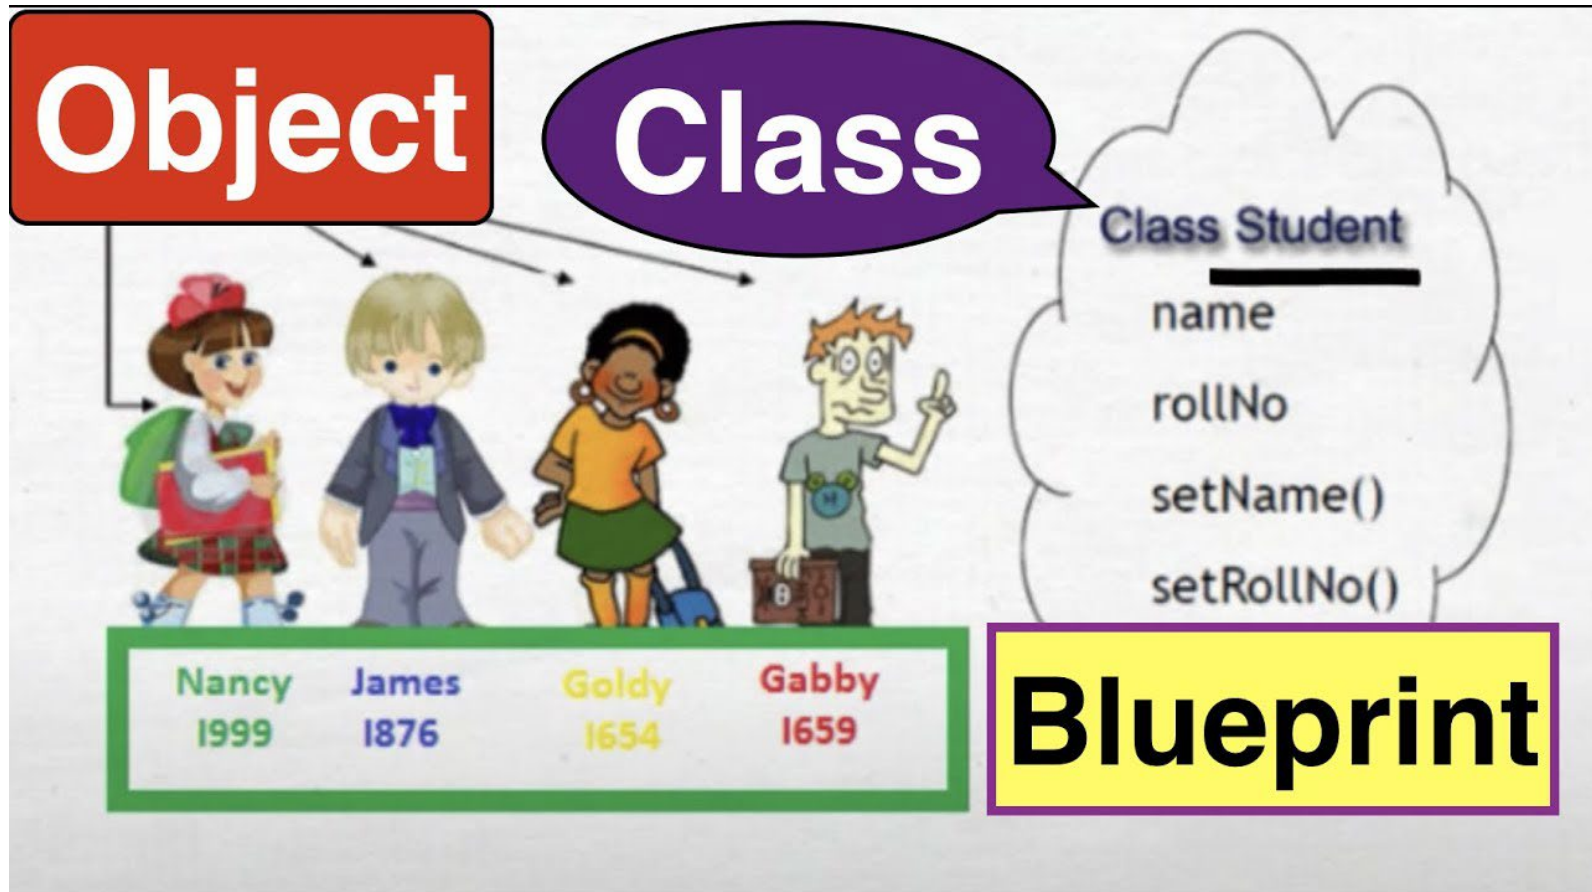 Object
Class
Class Student
name
rollNo
setName()
setRollNo()
Nancy James Goldy Gabby
1999 1876 1654 1659
Blueprint